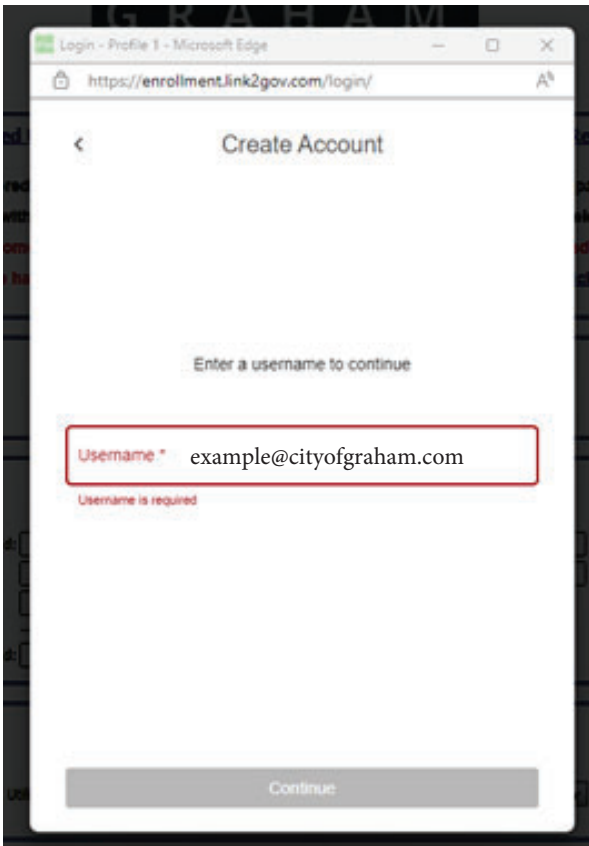 GRAHAM
Login - Profile 1 - Microsoft Edge
https://enrollment.link2gov.com/login/
Create Account
Enter a username to continue
Username * example@cityofgraham.com
Username is required
Continue